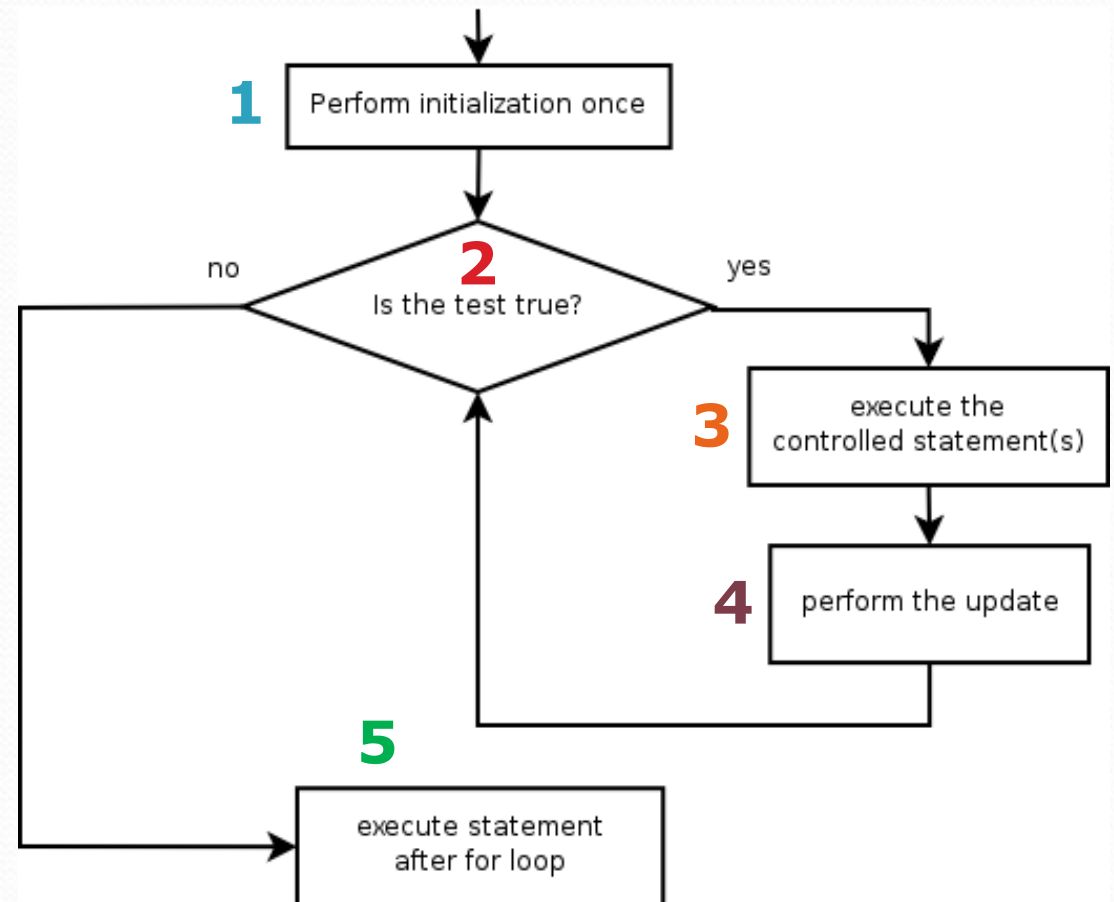 1
Perform initialization once
2
no
yes
Is the test true?
3
execute the
controlled statement(s)
4
perform the update
5
execute statement
after for loop